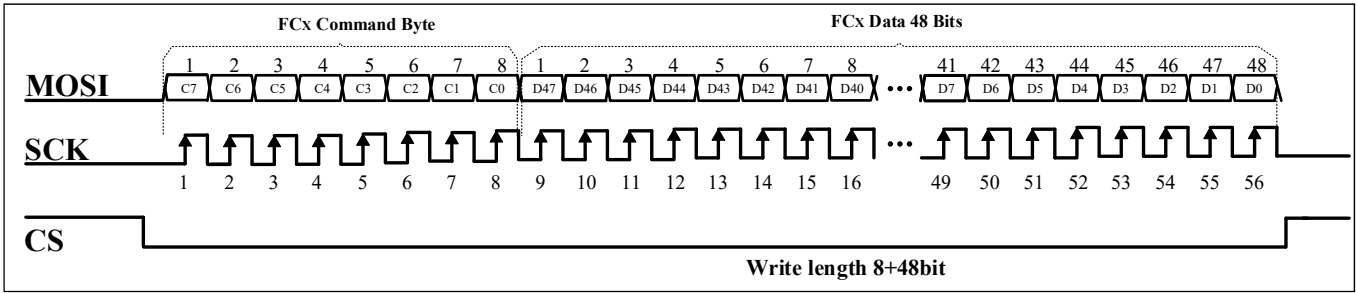 FCx Command Byte FCx Data 48 Bits
1 2 3 4 5 6 7 8 1 2 3 4 5 6 7 8 41 42 43 44 45 46 47 48
MOSI C7 C6 C5 C4 C3 C2 C1 C0 D47 D46 D45 D44 D43 D42 D41 D40 ••• D7 D6 D5 D4 D3 D2 D1 D0
SCK •••
1 2 3 4 5 6 7 8 9 10 11 12 13 14 15 16 49 50 51 52 53 54 55 56
CS
Write length 8+48bit